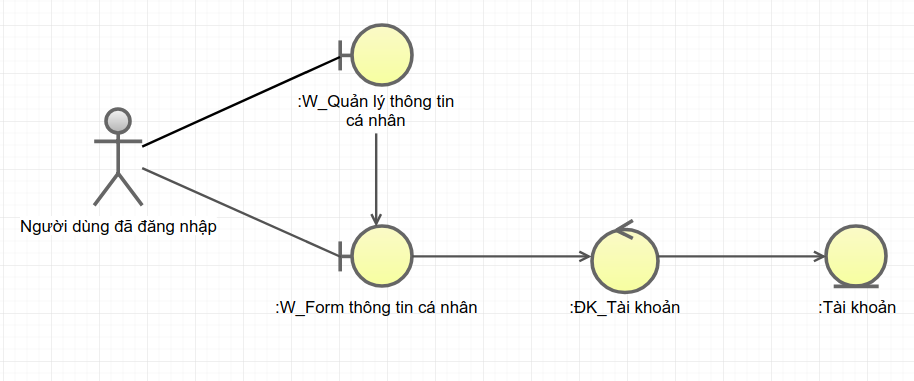 :W_Quản lý thông tin
cá nhân
Người dùng đã đăng nhập
:W_Form thông tin cá nhân
:ĐK_Tài khoản
:Tài khoản